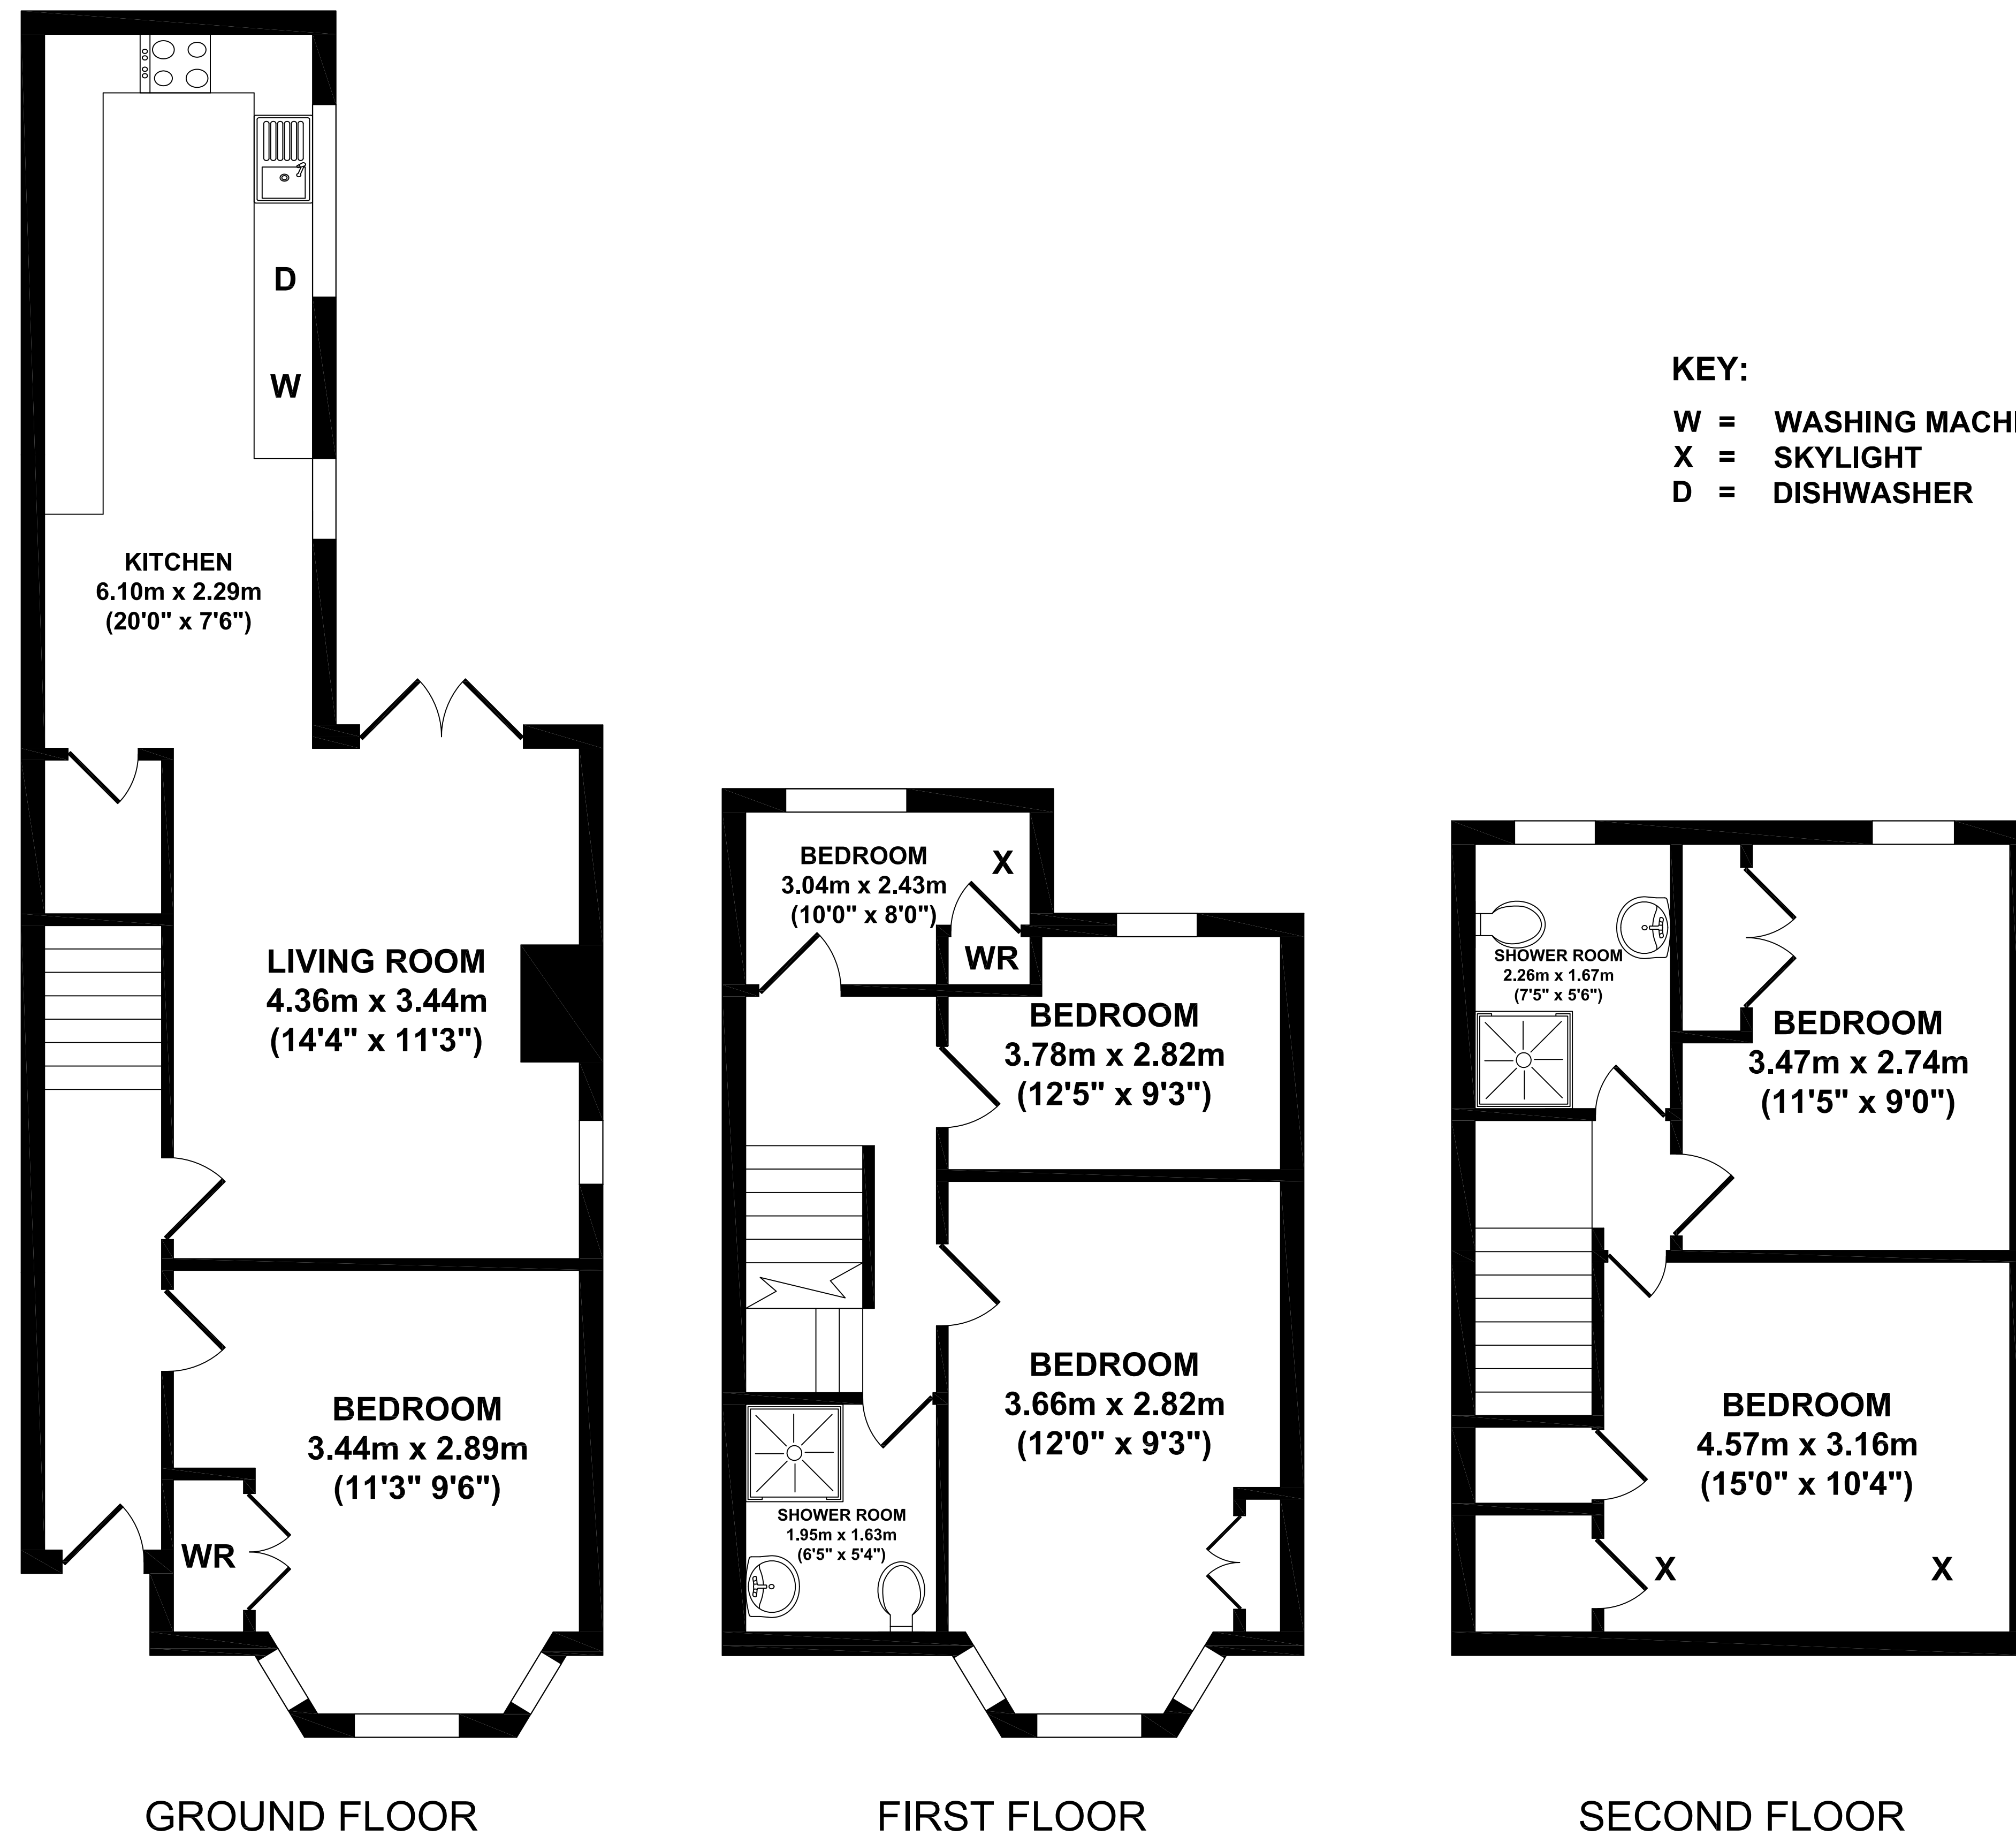 D
W
KITCHEN
6.10m x 2.29m
(20'0" x 7'6")
LIVING ROOM
4.36m x 3.44m
(14'4" x 11'3")
BEDROOM
3.44m x 2.89m
(11'3" 9'6")
WR
GROUND FLOOR
BEDROOM
3.04m x 2.43m
(10'0" x 8'0")
X
WR
BEDROOM
3.78m x 2.82m
(12'5" x 9'3")
BEDROOM
3.66m x 2.82m
(12'0" x 9'3")
SHOWER ROOM
1.95m x 1.63m
(6'5" x 5'4")
FIRST FLOOR
KEY:
W = WASHING
X = SKYLIGHT
D = DISHWASHER
SHOWER ROOM
2.26m x 1.67m
(7'5" x 5'6")
BEDROOM
3.47m x 2.74m
(11'5" x 9'0")
BEDROOM
4.57m x 3.16m
(15'0" x 10'4")
X X
SECOND FLOOR